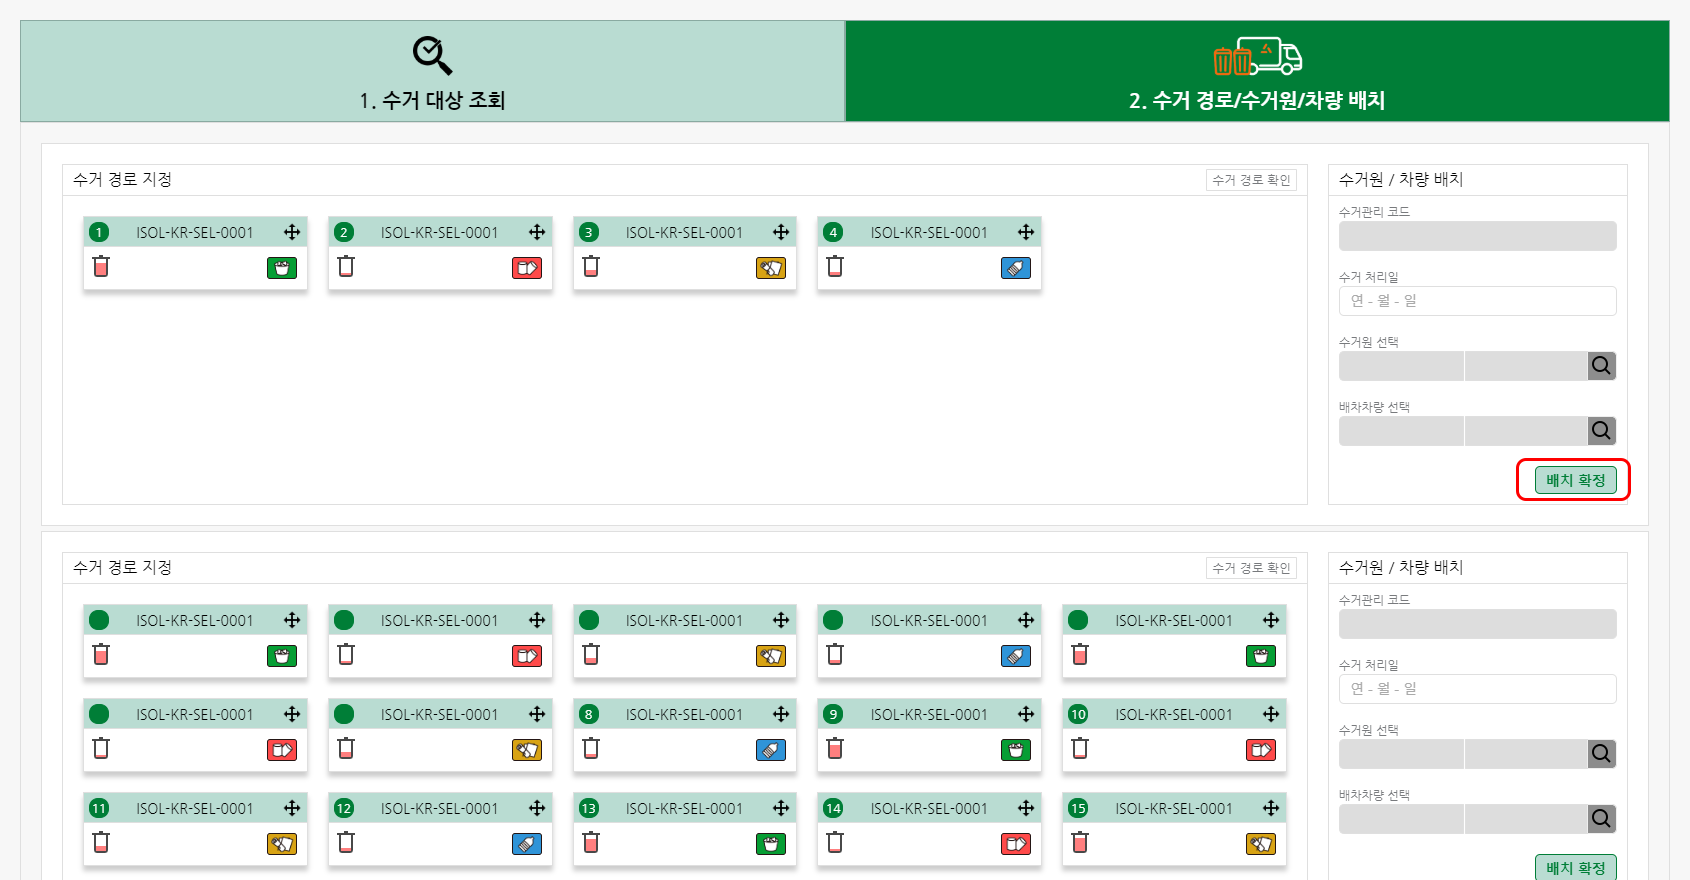 1. 수거 대상 조회
2. 수거 경로/수거원/차량 배치
수거 경로 지정
수거 경로 확인
1 ISOL-KR-SEL-0001
2 ISOL-KR-SEL-0001
3 ISOL-KR-SEL-0001
4 ISOL-KR-SEL-0001
수거원 / 차량 배치
수거관리 코드
수거 처리일
연 - 월 - 일
수거원 선택
배차차량 선택
배치 확정
수거 경로 지정
수거 경로 확인
ISOL-KR-SEL-0001
ISOL-KR-SEL-0001
ISOL-KR-SEL-0001
ISOL-KR-SEL-0001
ISOL-KR-SEL-0001
ISOL-KR-SEL-0001
ISOL-KR-SEL-0001
8 ISOL-KR-SEL-0001
9 ISOL-KR-SEL-0001
10 ISOL-KR-SEL-0001
11 ISOL-KR-SEL-0001
12 ISOL-KR-SEL-0001
13 ISOL-KR-SEL-0001
14 ISOL-KR-SEL-0001
15 ISOL-KR-SEL-0001
수거원 / 차량 배치
수거관리 코드
수거 처리일
연 - 월 - 일
수거원 선택
배차차량 선택
배치 확정